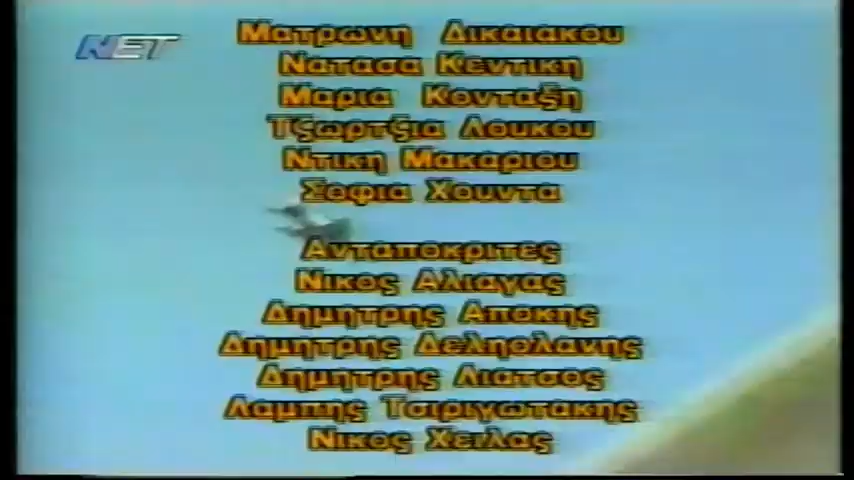 NET
Ματρωνη Δικαιακου
Νατασα Κεντικη
Μαρια Κονταξη
Τζωρτζια Λουκου
Ντικη Μακαριου
Σοφια Χουντα
Ανταποκριτες
Νικος Αλιαγας
Δημητρης Αποκης
Δημητρης Δεληολανης
Δημητρης Λιατσος
Λαμπης Τσιριγωτακης
Νικος Χειλας